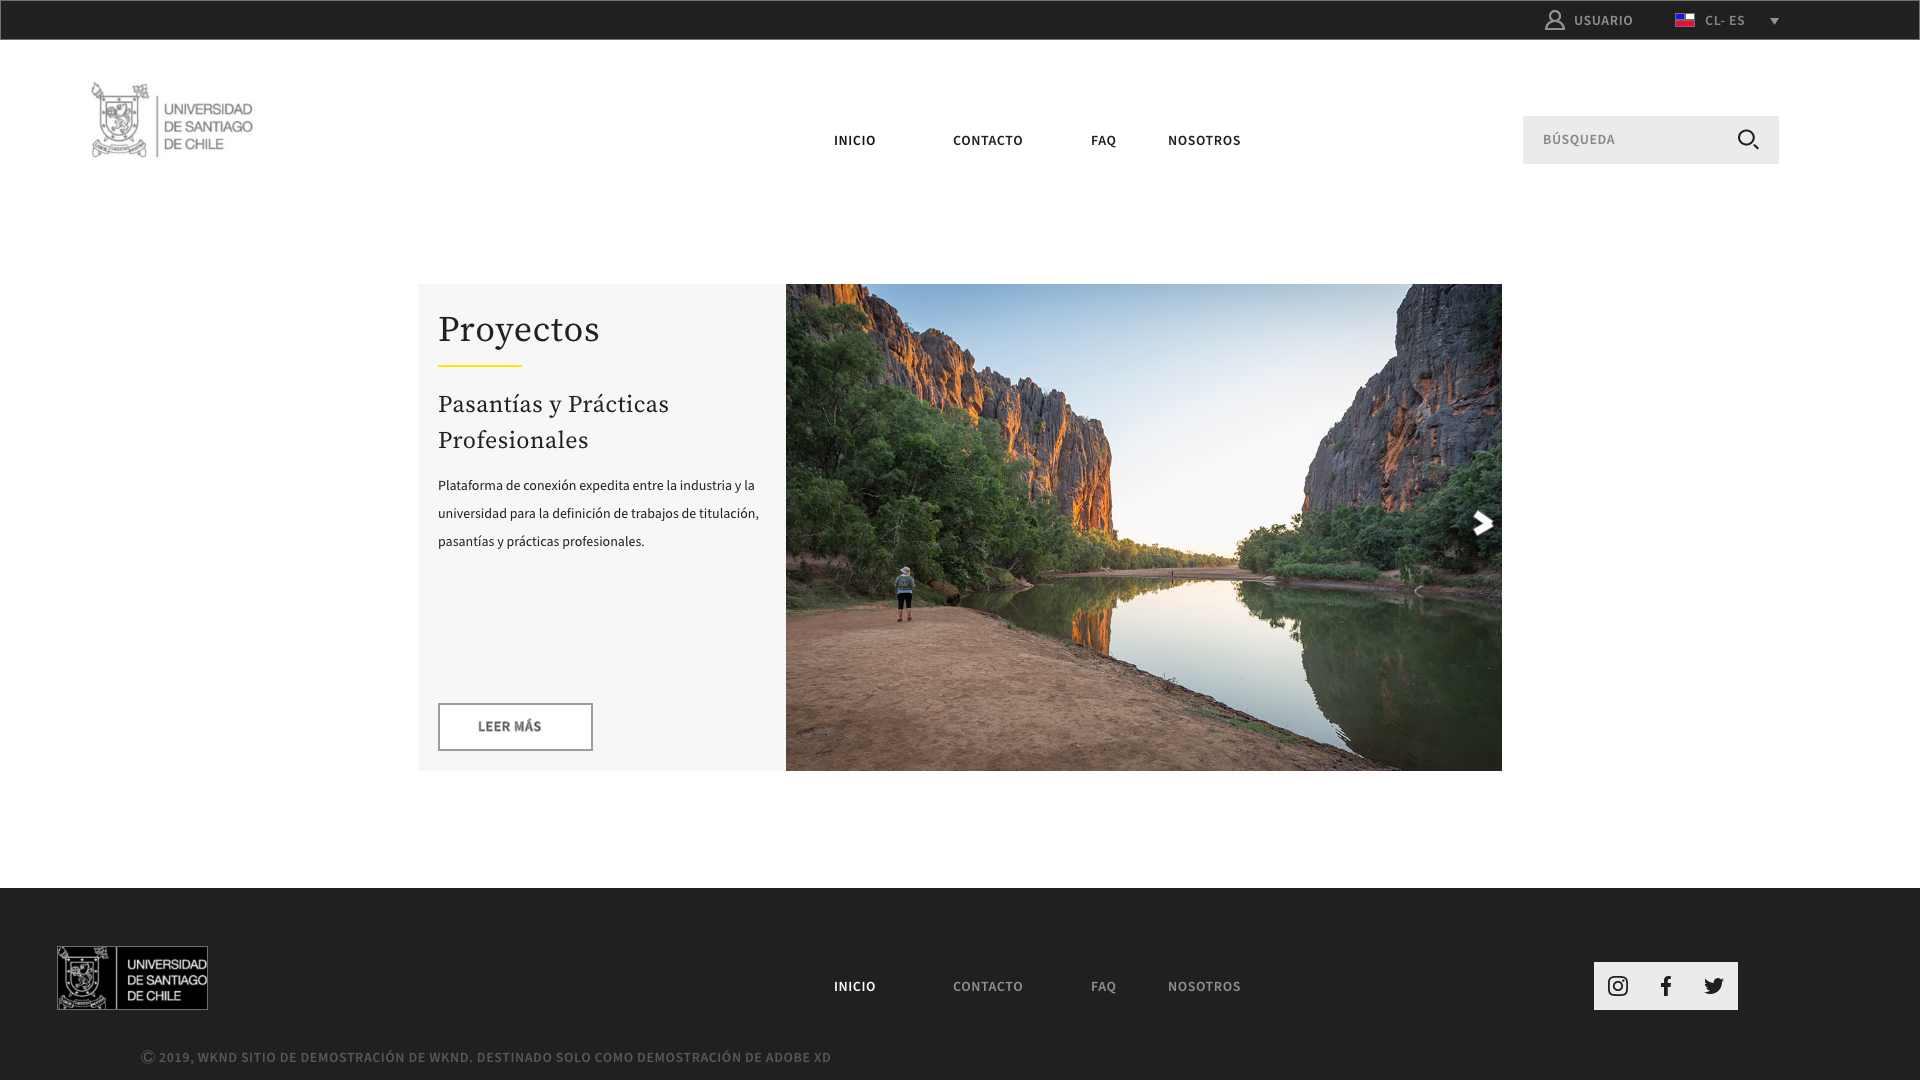 USUARIO
CL- ES
UNIVERSIDAD
DE SANTIAGO
DE CHILE
INICIO
CONTACTO
FAQ
NOSOTROS
BÚSQUEDA
Proyectos
Pasantías y Prácticas
Profesionales
Plataforma de conexión expedita entre la industria y la
universidad para la definición de trabajos de titulación,
pasantías y prácticas profesionales.
LEER MÁS
UNIVERSIDAD
DE SANTIAGO
DE CHILE
INICIO
CONTACTO
FAQ
NOSOTROS
© 2019, WKND SITIO DE DEMOSTRACIÓN DE WKND. DESTINADO SOLO COMO DEMOSTRACIÓN DE ADOBE XD